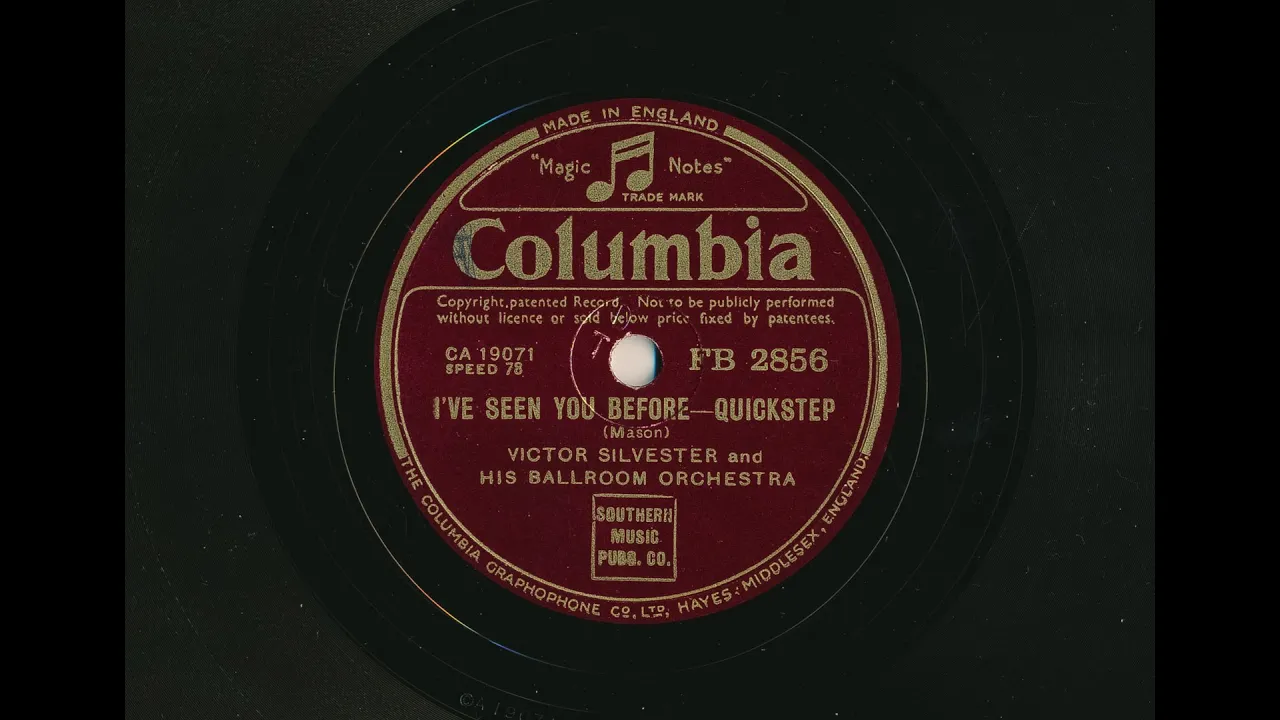 MADE IN ENGLAND
"Magic Notes"
TRADE MARK
Columbia
Copyright, patented Record. Not to be publicly performed
without licence or sold below price fixed by patentees.
CA 19071
SPEED 78
FB 2856
I'VE SEEN YOU BEFORE—QUICKSTEP
(Mason)
VICTOR SILVESTER and
HIS BALLROOM ORCHESTRA
SOUTHERN
MUSIC
PUBG. CO.
THE COLUMBIA GRAPHOPHONE CO, LTD, HAYES, MIDDLESEX, ENGLAND.